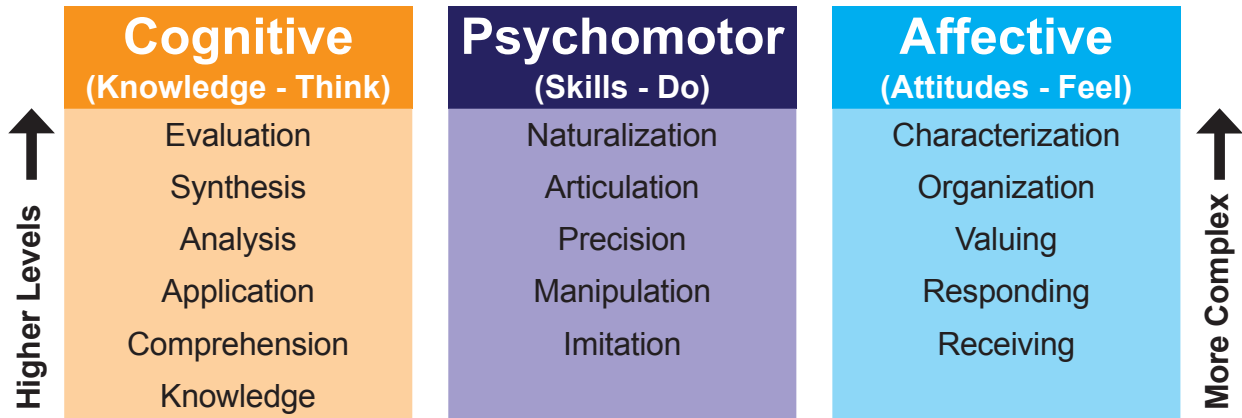 Cognitive
(Knowledge - Think)
Evaluation
Synthesis
Analysis
Application
Comprehension
Knowledge
Psychomotor
(Skills - Do)
Naturalization
Articulation
Precision
Manipulation
Imitation
Affective
(Attitudes - Feel)
Characterization
Organization
Valuing
Responding
Receiving
Higher Levels
More Complex